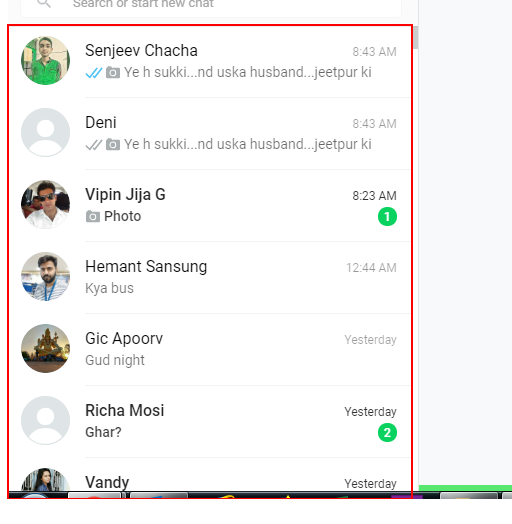 Search or start new chat
Senjeev Chacha
8:43 AM
Ye h sukki...nd uska husband...jeetpur ki
Deni
8:43 AM
Ye h sukki...nd uska husband...jeetpur ki
Vipin Jija G
8:23 AM
Photo
1
Hemant Sansung
12:44 AM
Kya bus
Gic Apoorv
Yesterday
Gud night
Richa Mosi
Yesterday
Ghar?
2
Vandy
Yesterday